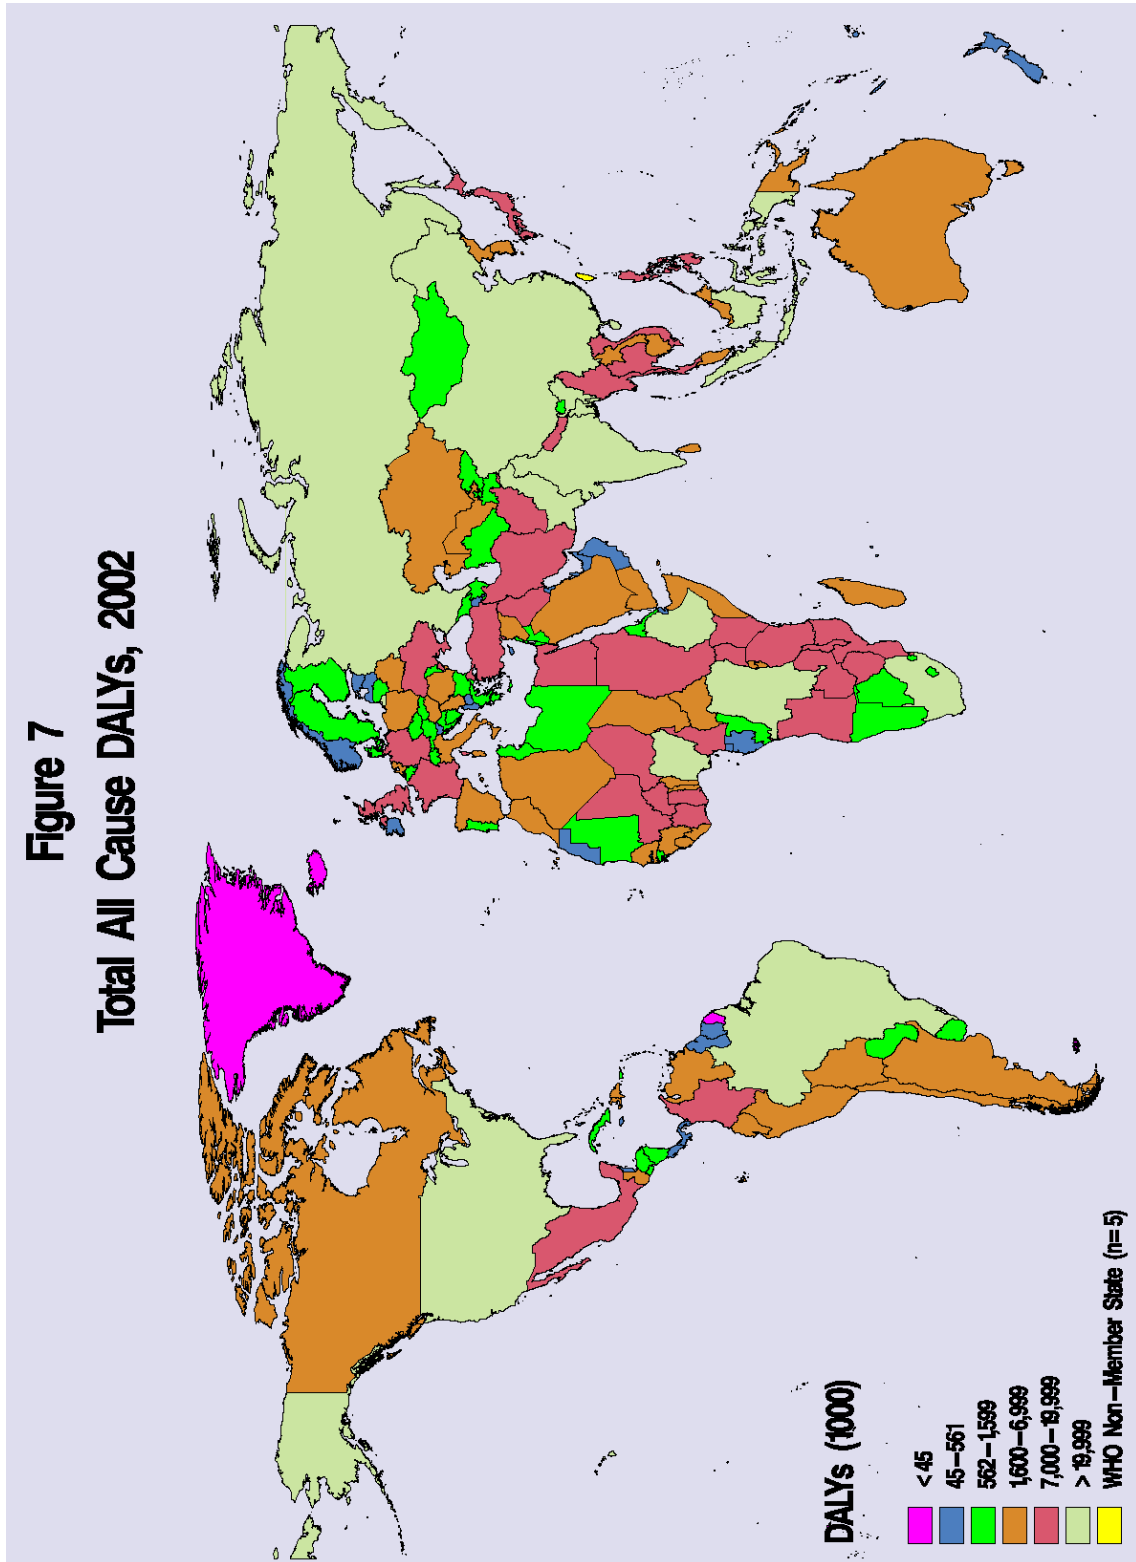 Figure 7
Total All Cause DALYs, 2002
DALYs (1000)
< 45
45–561
562–1,599
1,600–6,999
7,000–19,999
> 19,999
WHO Non–Member State (n=5)